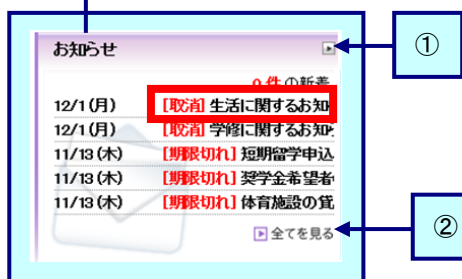 お知らせ
①
0 件 の新着
12/1 (月) [取消] 生活に関するお知
12/1 (月) [取消] 学修に関するお知
11/13 (木) [期限切れ] 短期留学申込
11/13 (木) [期限切れ] 奨学金希望者
11/13 (木) [期限切れ] 体育施設の貸
全てを見る
②